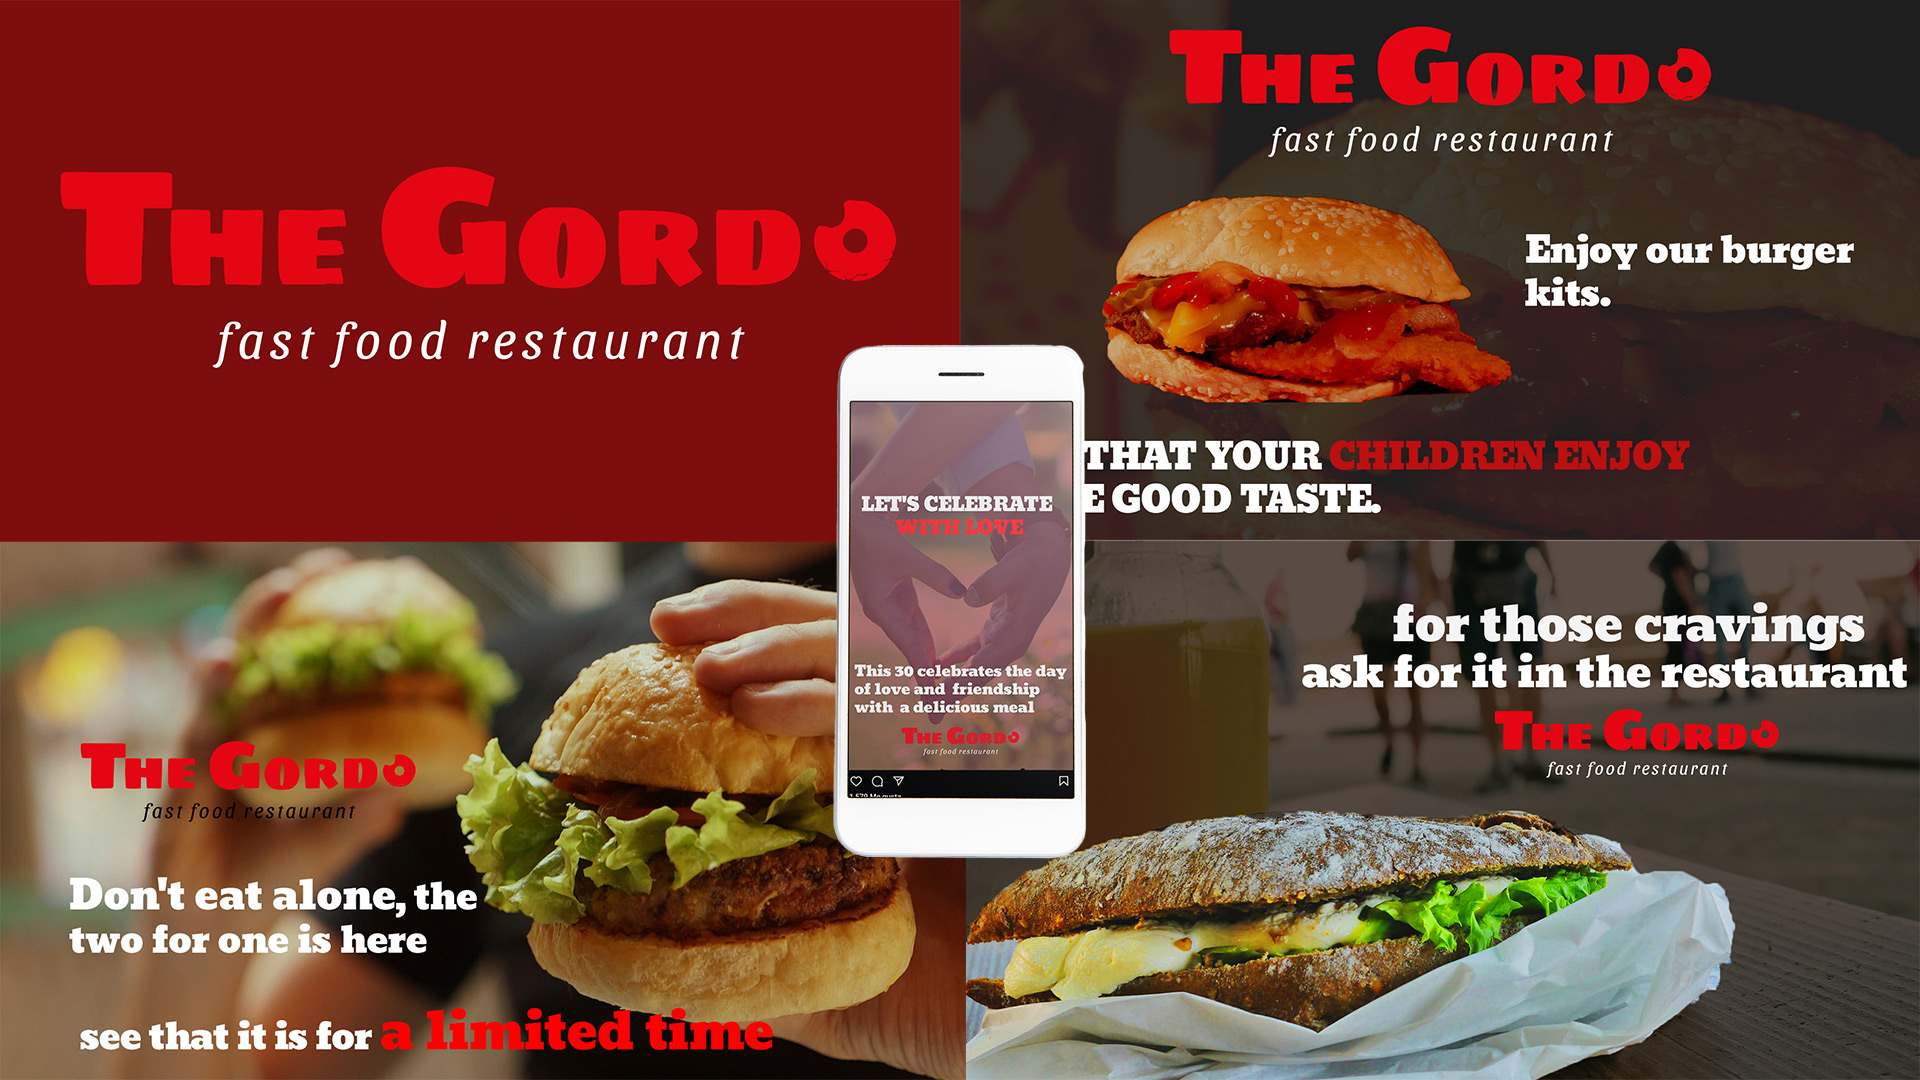 THE GORDO
fast food restaurant
THE GORDO
fast food restaurant
Enjoy our burger
kits.
THAT YOUR CHILDREN ENJOY
E GOOD TASTE.
LET'S CELEBRATE
WITH LOVE
This 30 celebrates the day
of love and friendship
with a delicious meal
THE GORDO
fast food restaurant
THE GORDO
fast food restaurant
Don't eat alone, the
two for one is here
see that it is for a limited time
for those cravings
ask for it in the restaurant
THE GORDO
fast food restaurant